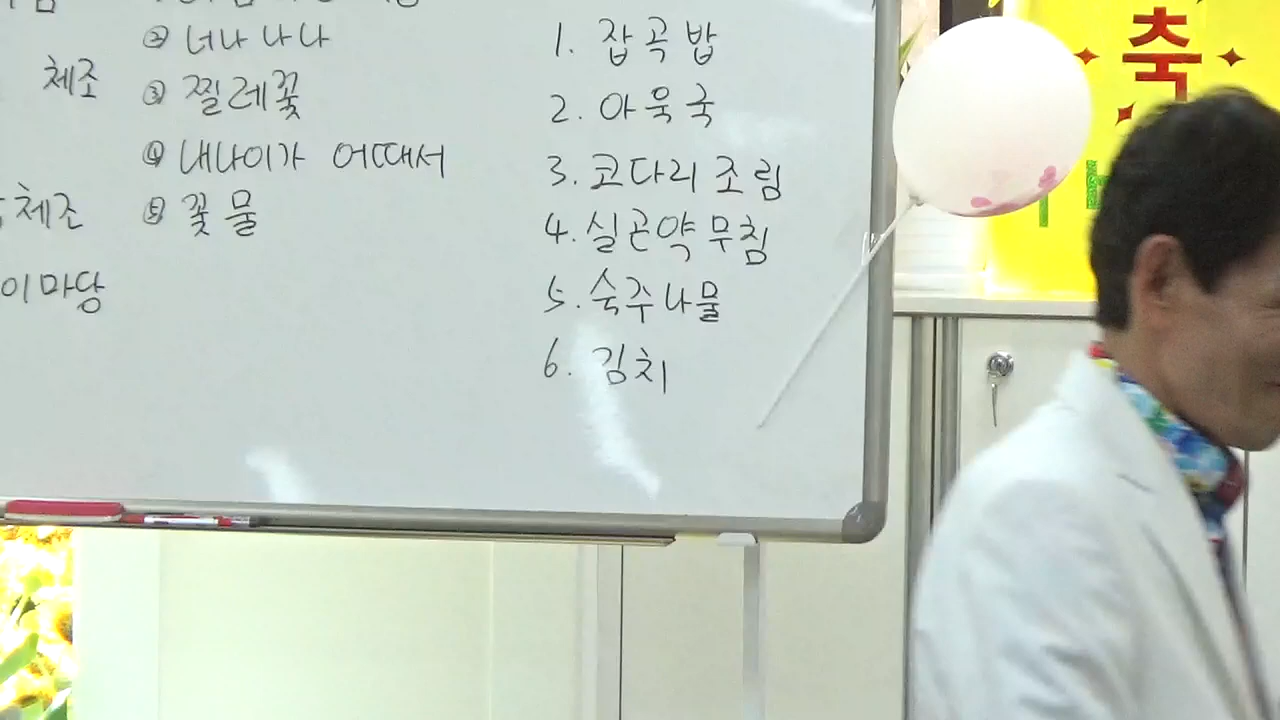 ② 너나 나나
체조 ③ 찔레꽃
④ 내나이가 어때서
체조 ⑤ 꽃물
이마당
1. 잡곡밥
2. 아욱국
3. 코다리조림
4. 실곤약무침
5. 숙주나물
6. 김치
축